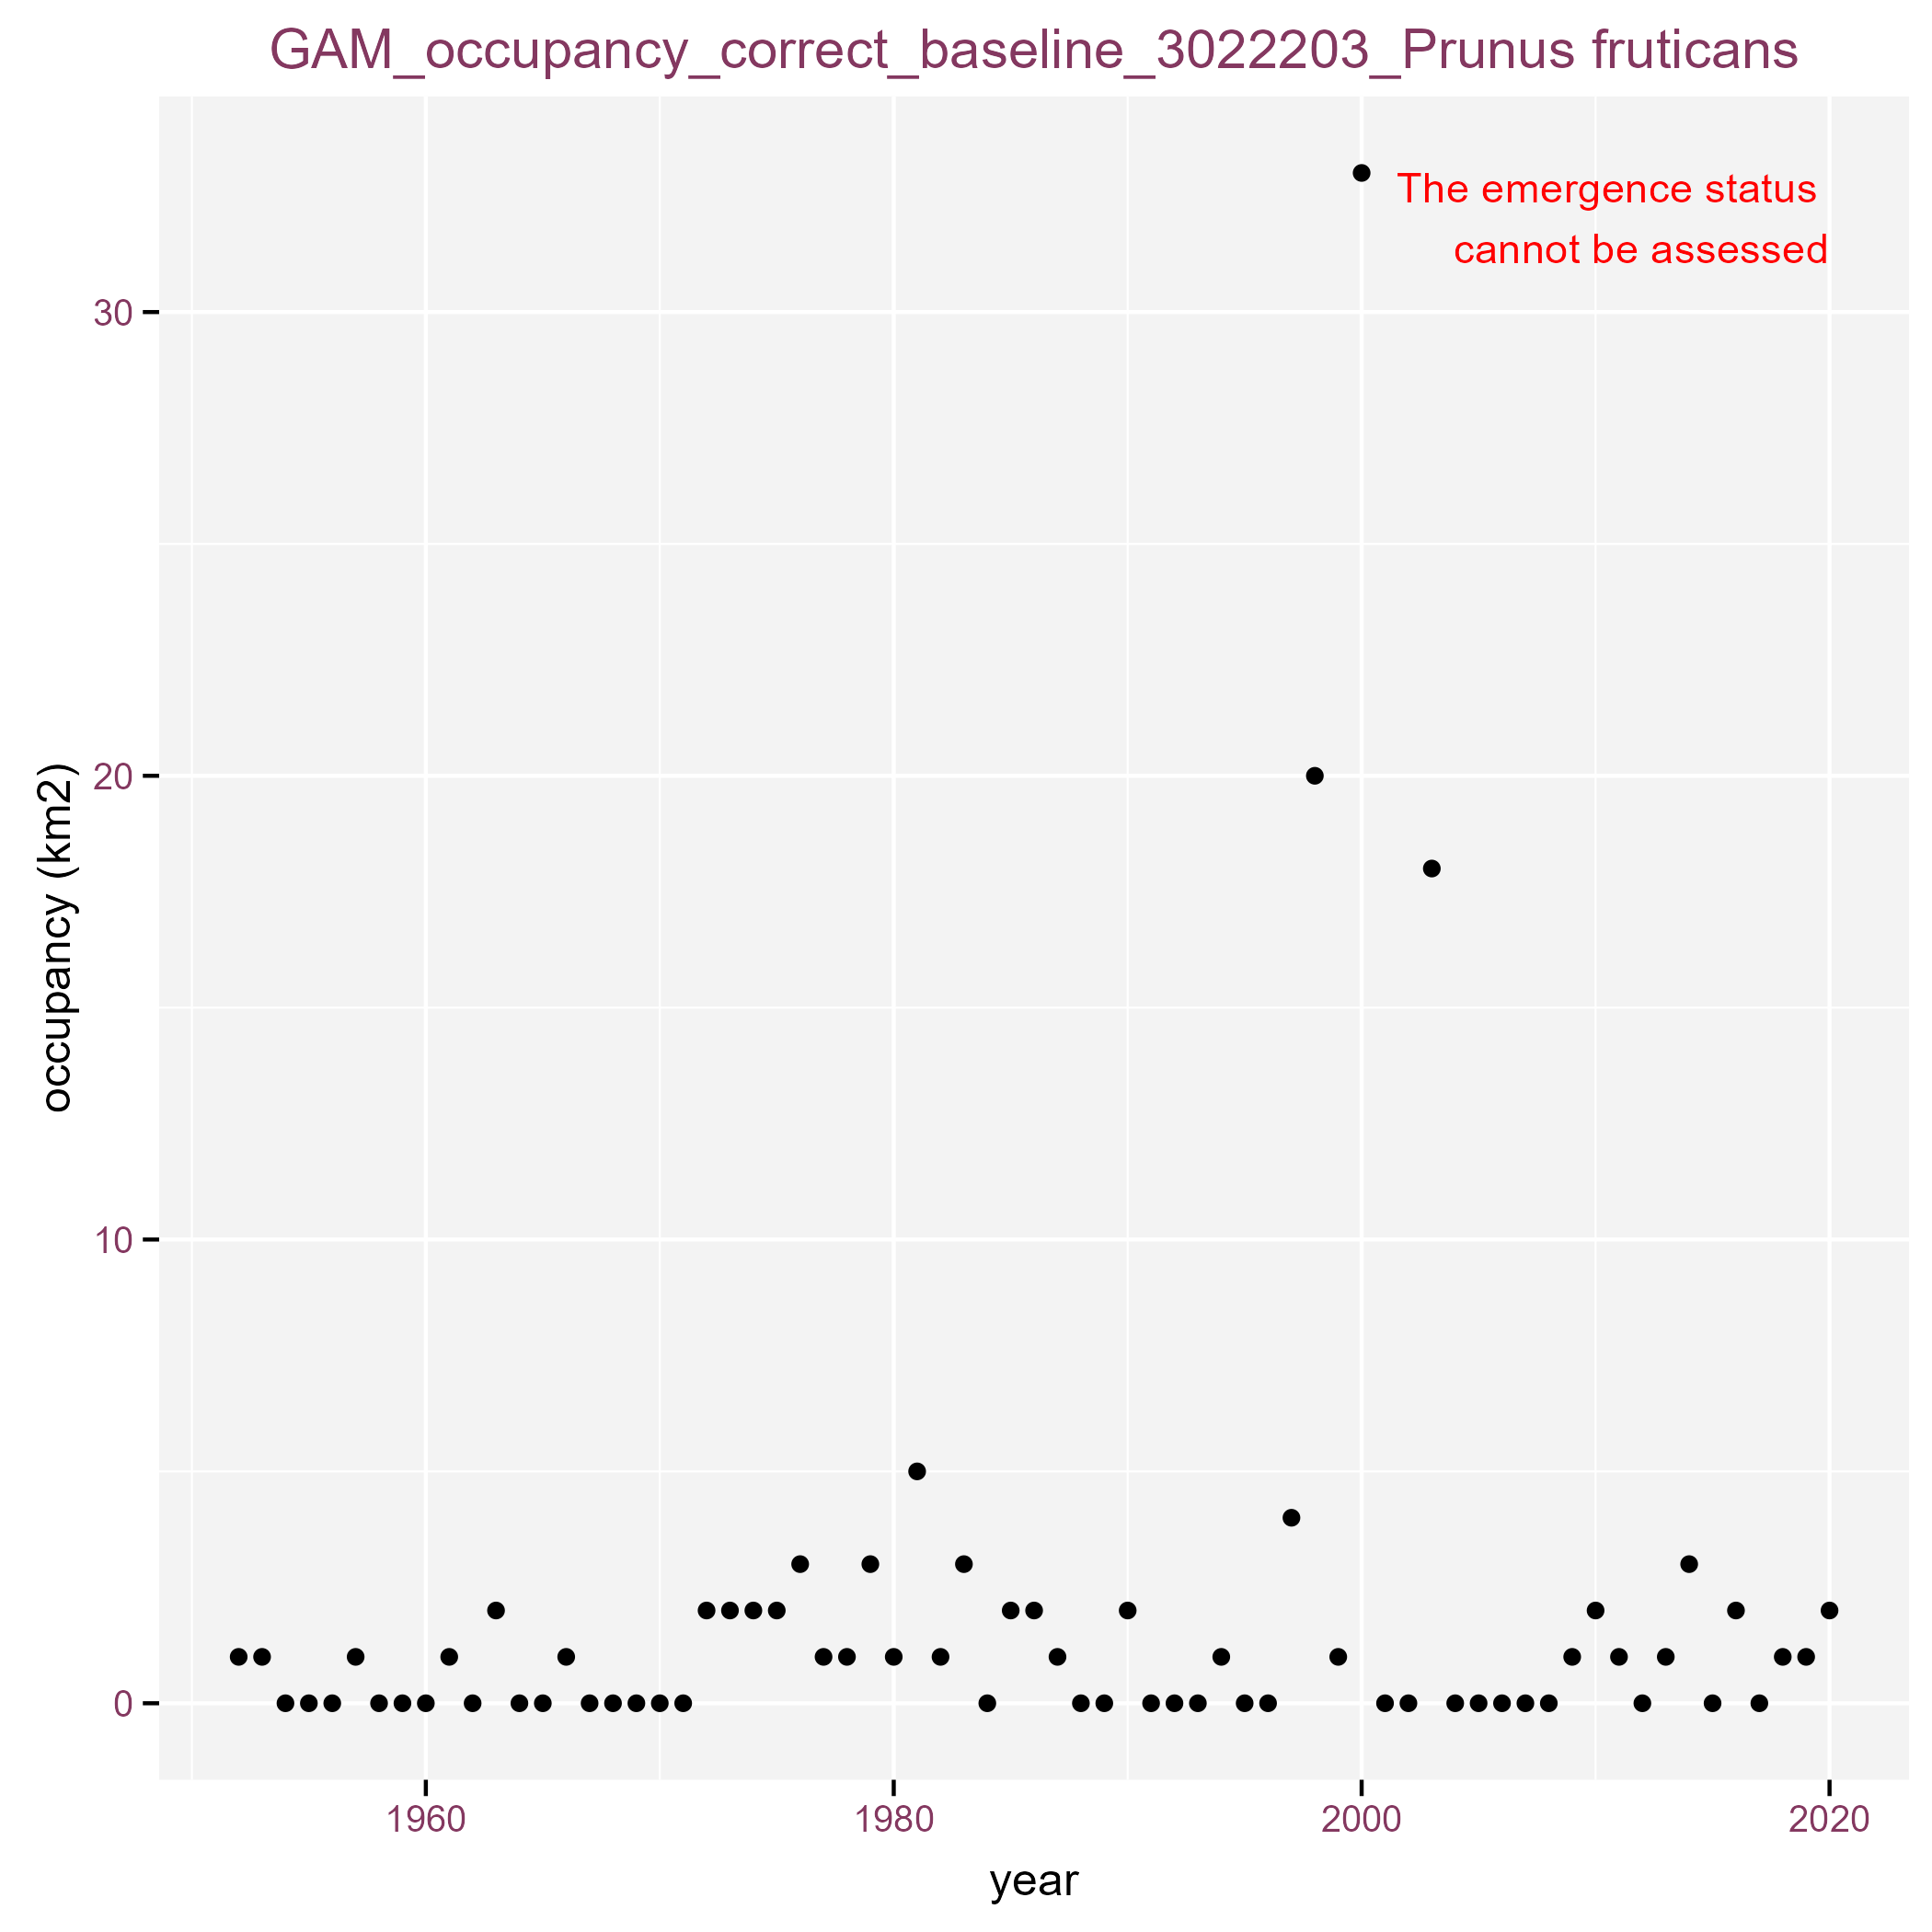 GAM_occupancy_correct_baseline_3022203_Prunus fruticans
The emergence status
cannot be assessed
30
20
10
0
occupancy (km2)
1960 1980 2000 2020
year